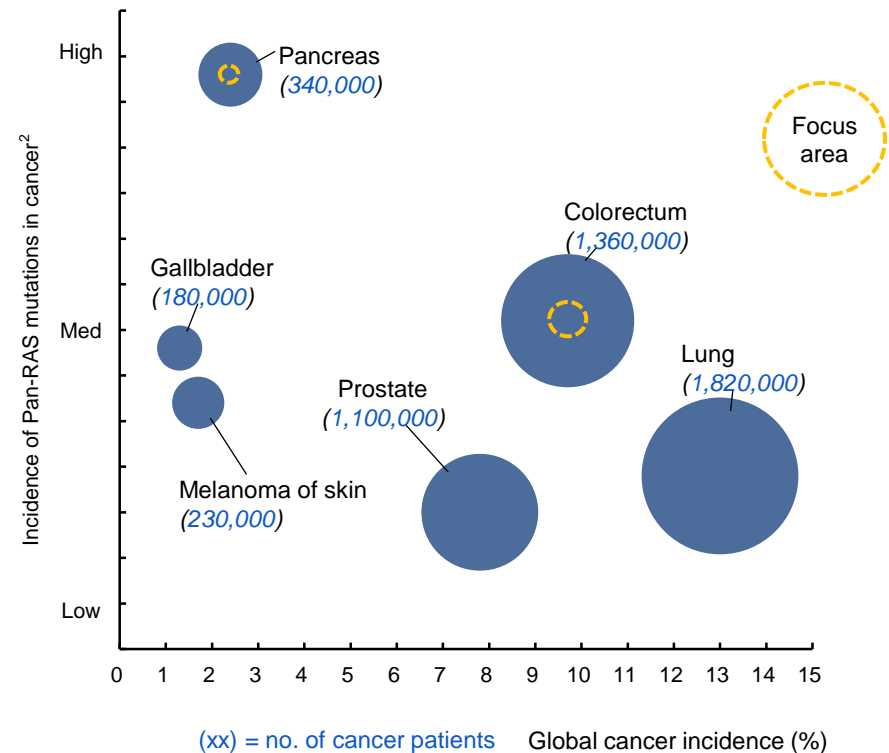 High
Pancreas
(340,000)
Focus
area
Colorectum
(1,360,000)
Gallbladder
(180,000)
Med
Lung
(1,820,000)
Prostate
(1,100,000)
Melanoma of skin
(230,000)
Low
Incidence of Pan-RAS mutations in cancer²
0 1 2 3 4 5 6 7 8 9 10 11 12 13 14 15
(xx) = no. of cancer patients Global cancer incidence (%)